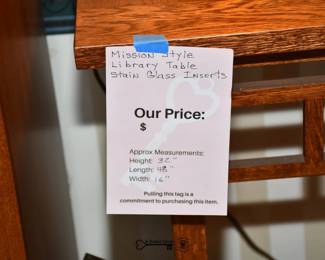 Mission Style
Library Table
Stain Glass Inserts
Our Price:
$
Approx Measurements:
Height: 32"
Length: 48"
Width: 16"
Pulling this tag is a
commitment to purchasing this item.